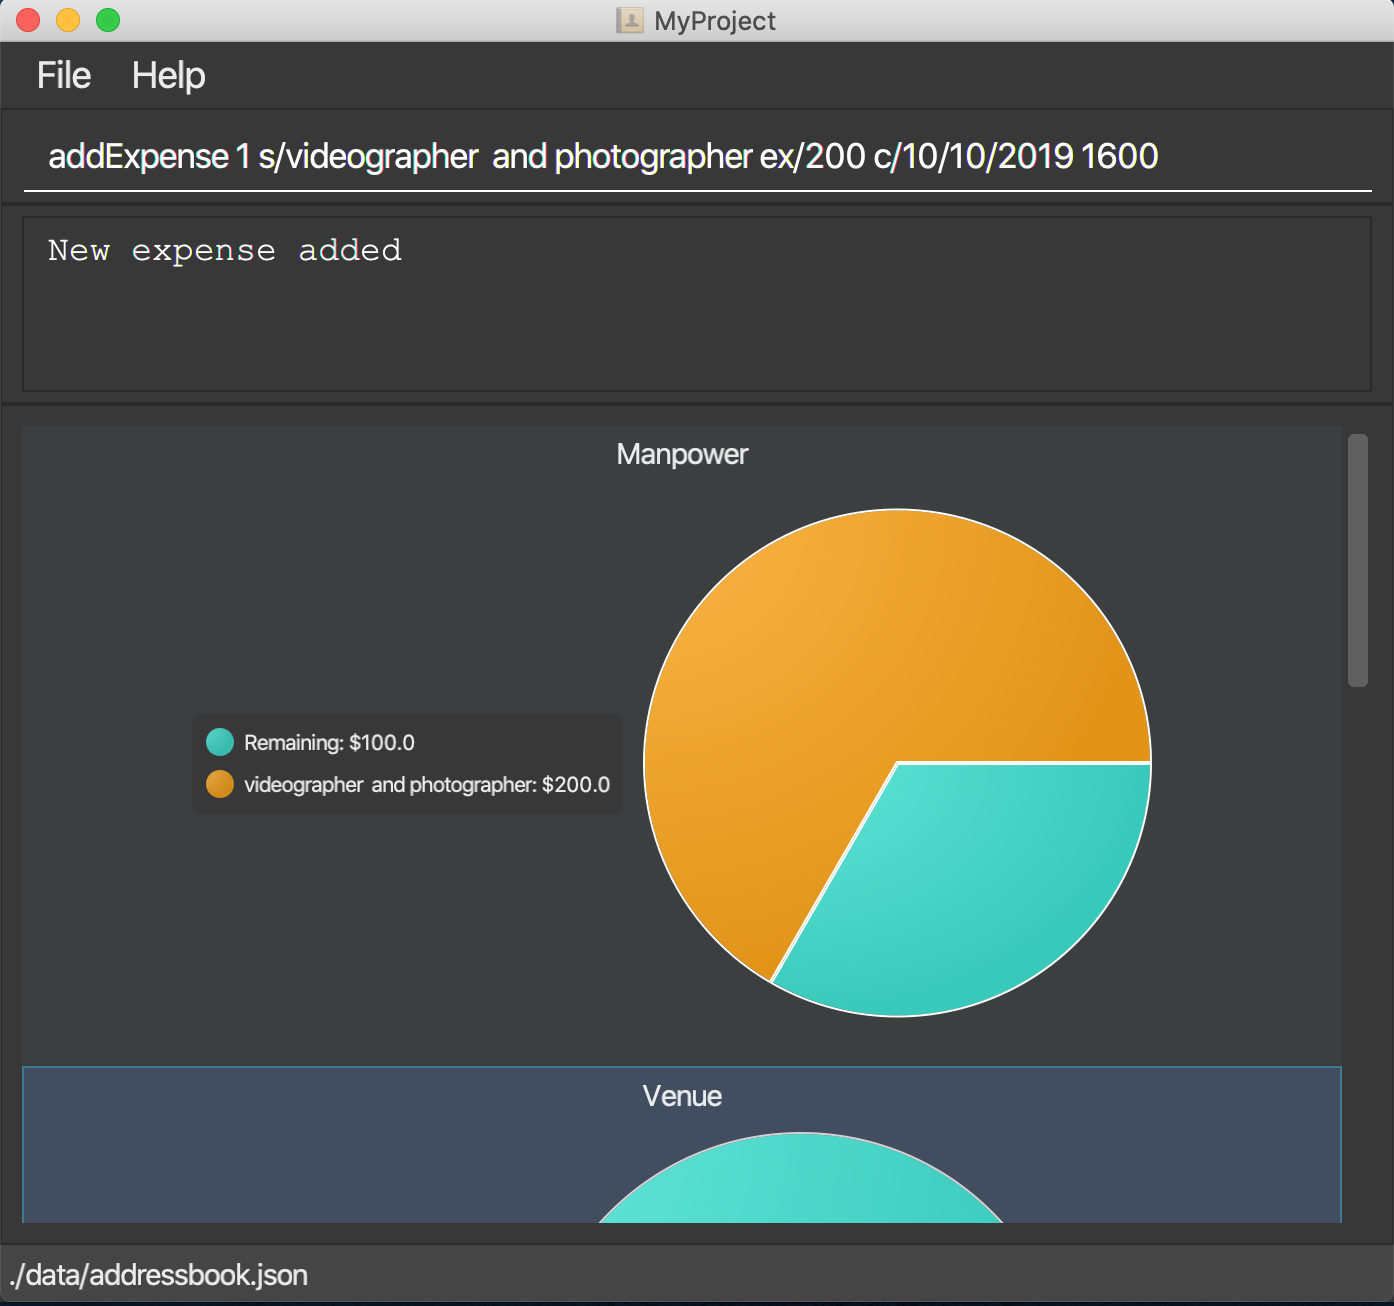 MyProject
File Help
addExpense 1 s/videographer  and photographer ex/200 c/10/10/2019 1600
New expense added
Manpower
Remaining: $100.0
videographer  and photographer: $200.0
Venue
./data/addressbook.json